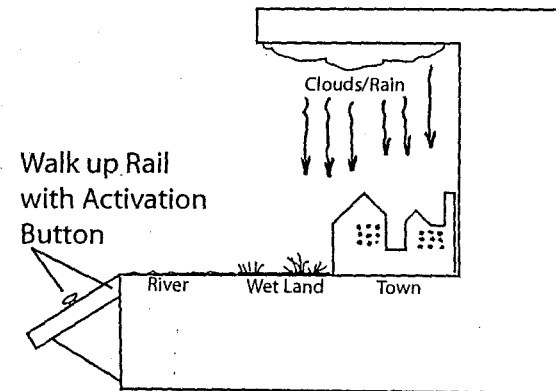 Clouds/Rain
Walk up Rail
with Activation
Button
River
Wet Land
Town